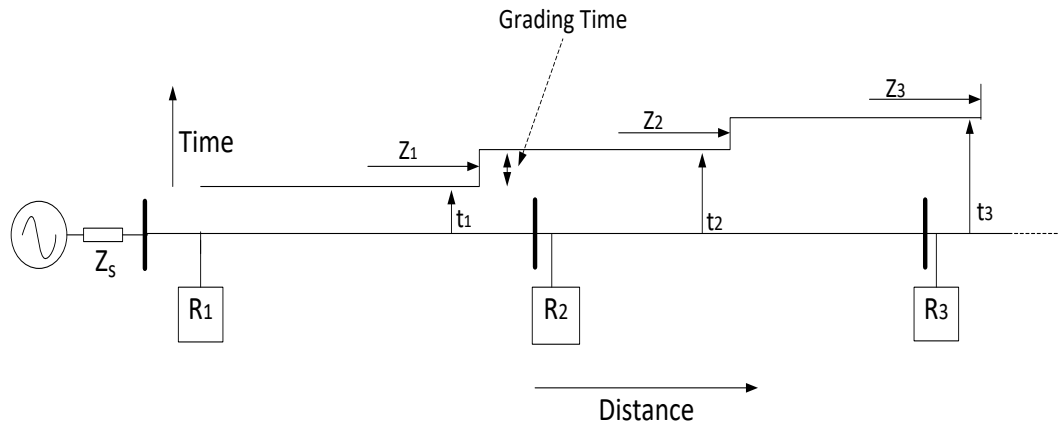 Grading Time
Z3
Z2
Time
Z1
t1
t2
t3
Zs
R1
R2
R3
Distance